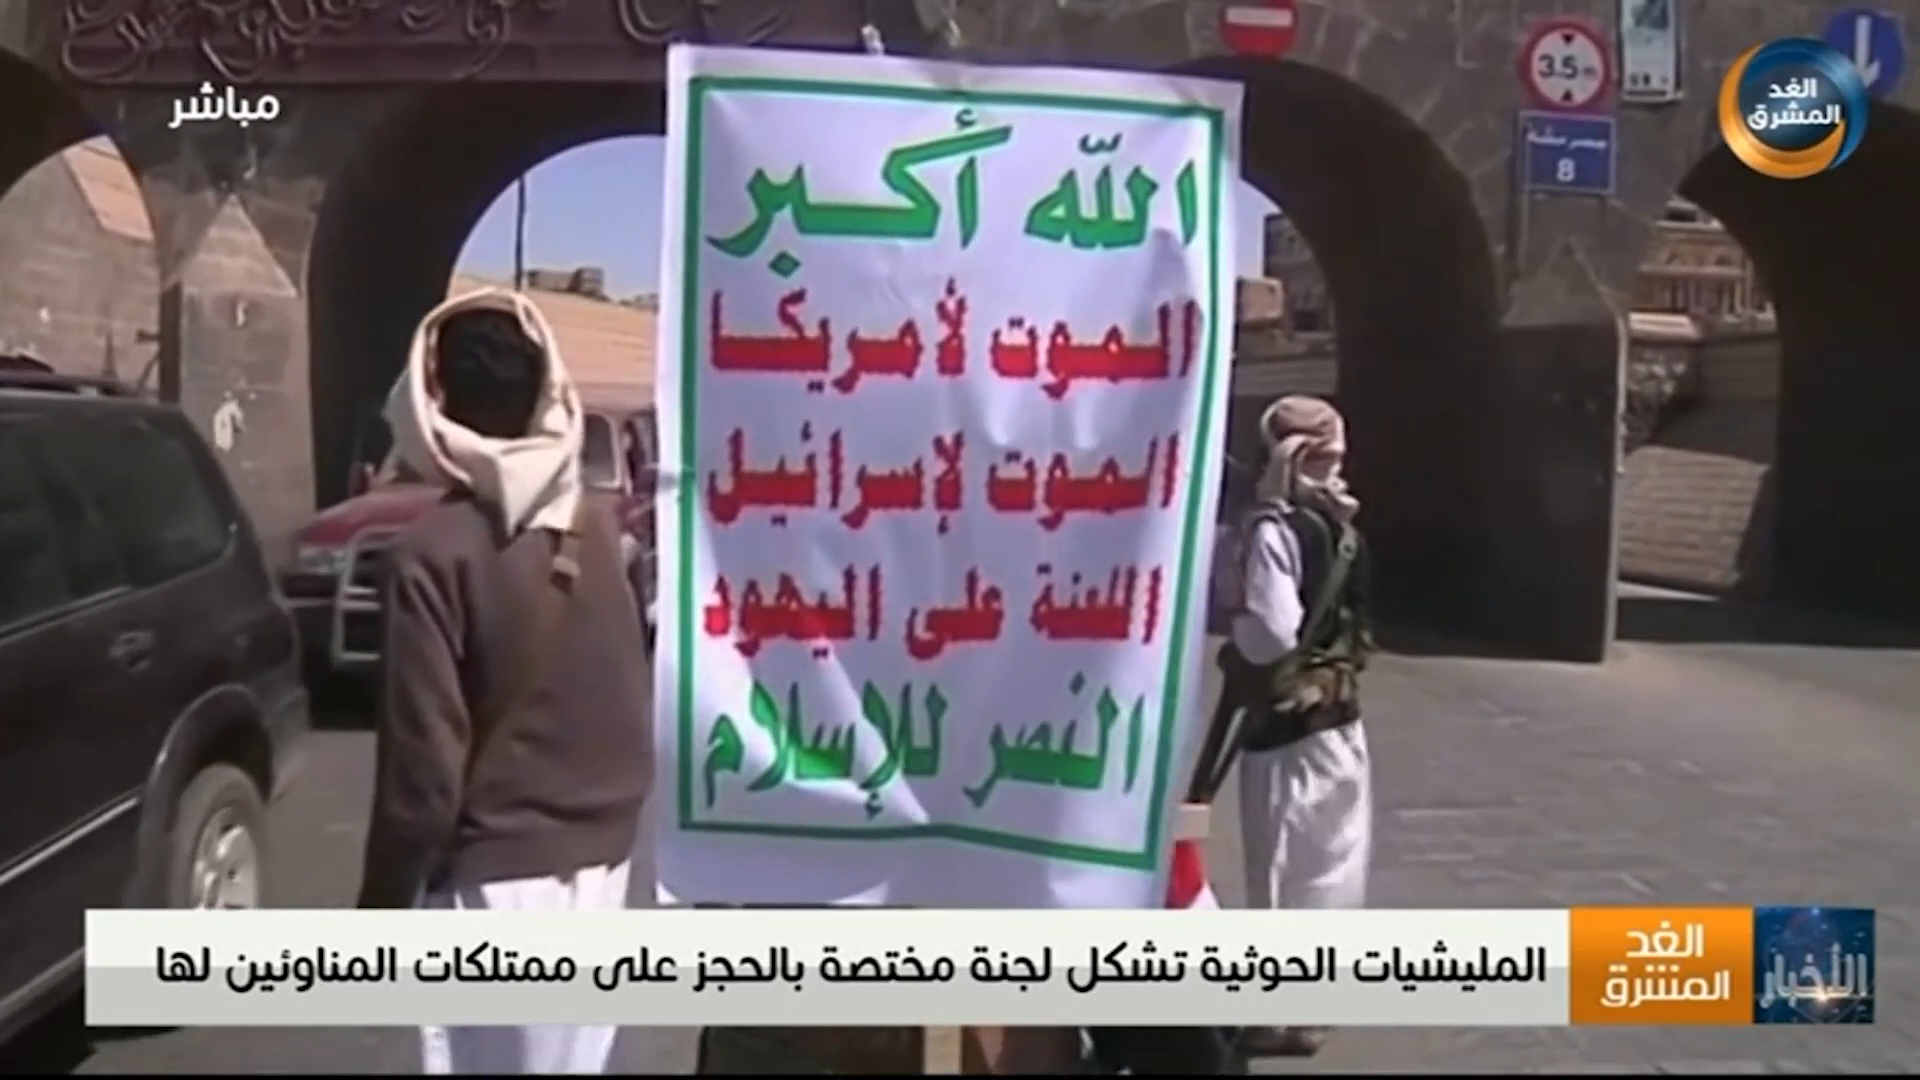 مباشر
الغد
المشرق
3.5 m
8
الله أكبر
الموت لأمريكا
الموت لإسرائيل
اللعنة على اليهود
النصر للإسلام
المليشيات الحوثية تشكل لجنة مختصة بالحجز على ممتلكات المناوئين لها
الغد
المشرق
الأخبار